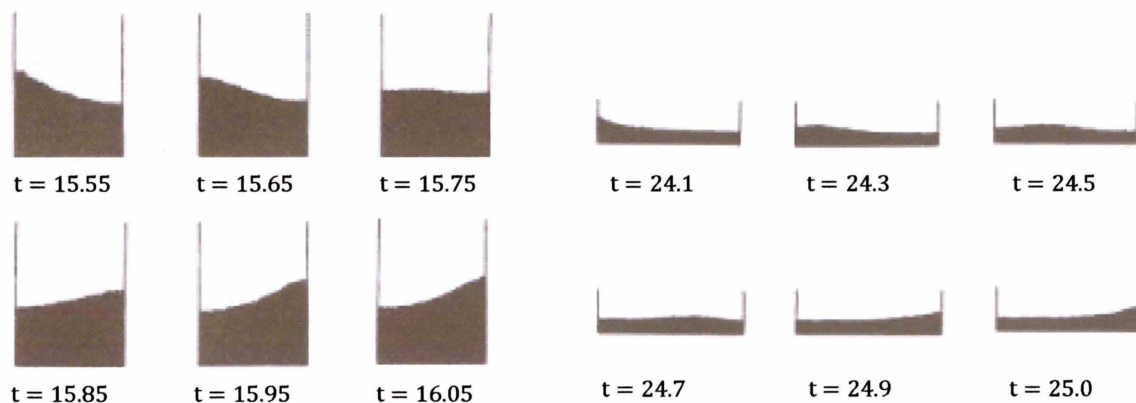 t = 15.55
t = 15.65
t = 15.75
t = 15.85
t = 15.95
t = 16.05
t = 24.1
t = 24.3
t = 24.5
t = 24.7
t = 24.9
t = 25.0